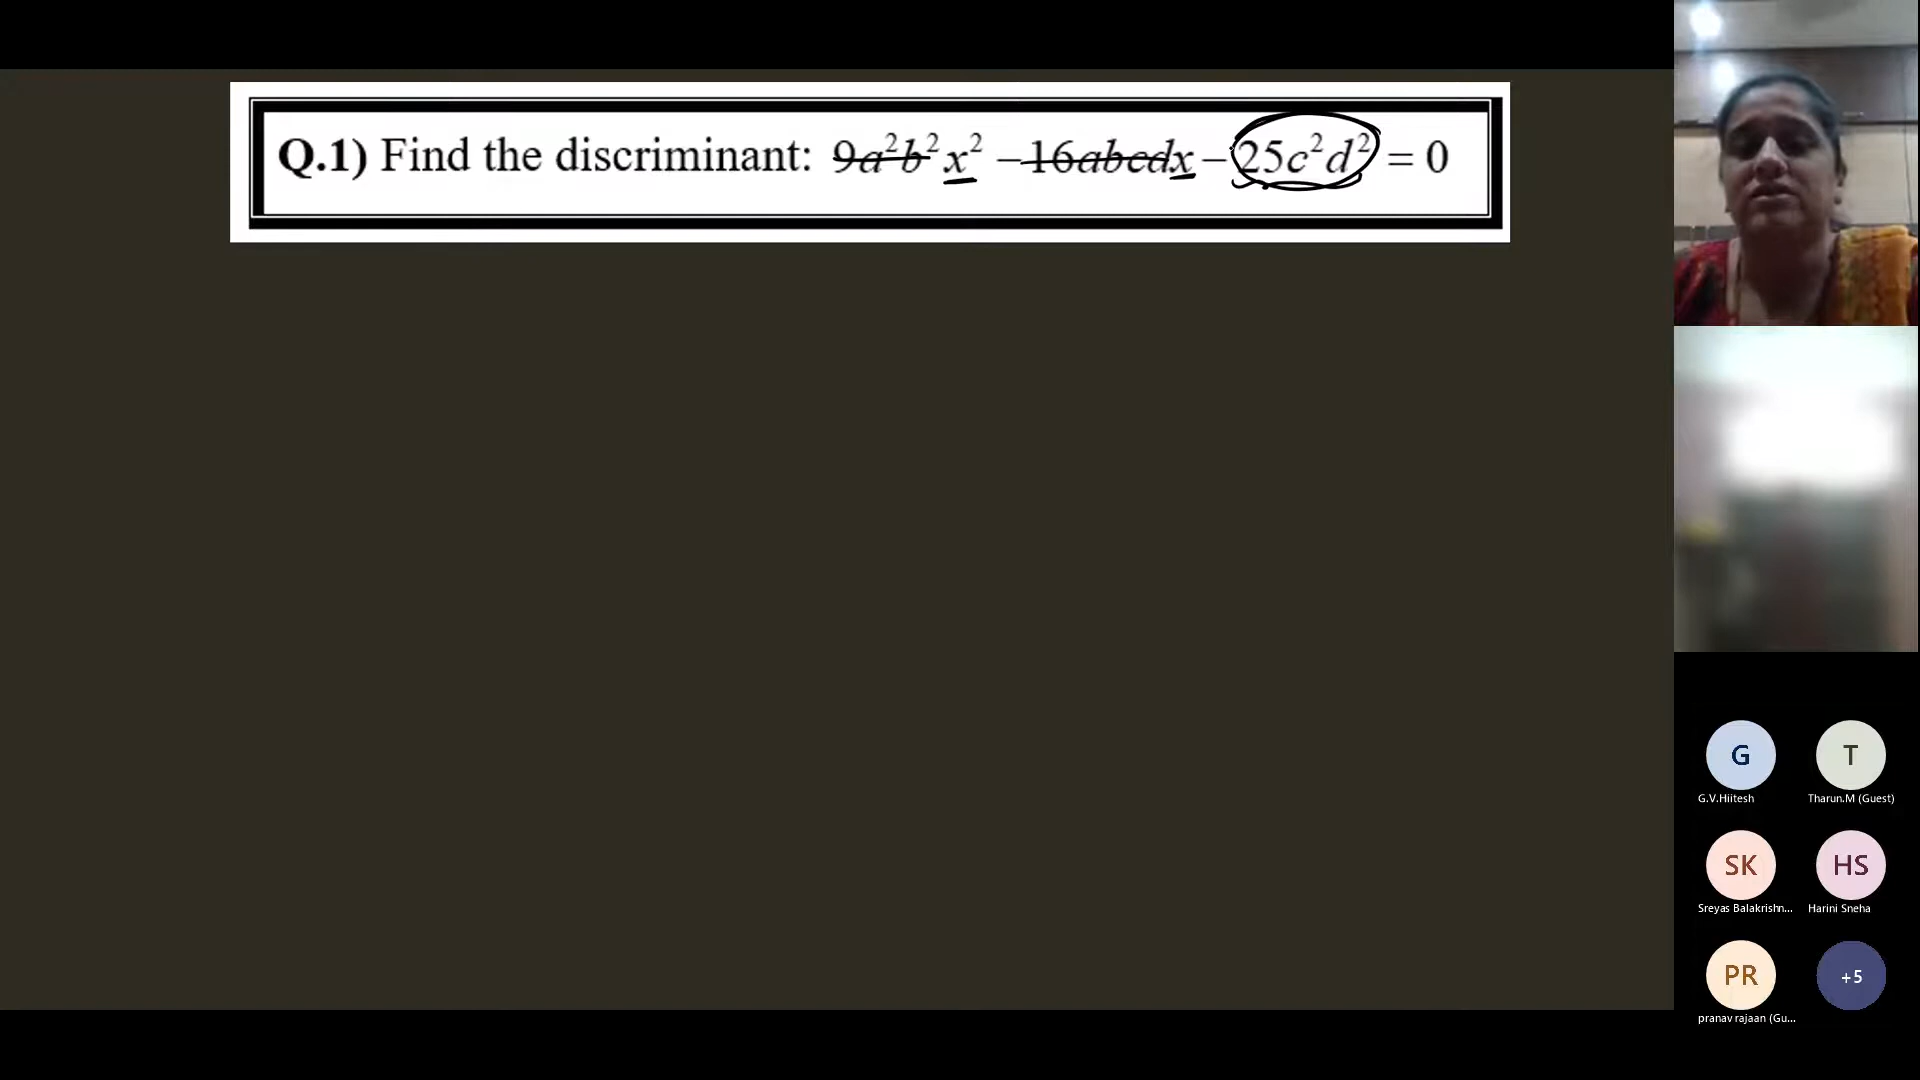 Q.1) Find the discriminant: 9a²b²x² – 16abcdx – 25c²d² = 0
G
T
G.V.Hiitesh
Tharun.M (Guest)
SK
HS
Sreyas Balakrishn...
Harini Sneha
PR
+5
pranav rajaan (Gu...